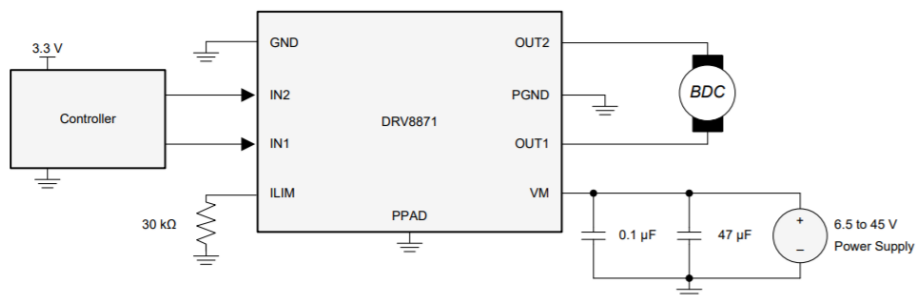 3.3 V
Controller
GND
IN2
IN1
ILIM
DRV8871
PPAD
OUT2
PGND
OUT1
VM
BDC
30 kΩ
0.1 µF
47 µF
+
–
6.5 to 45 V
Power Supply